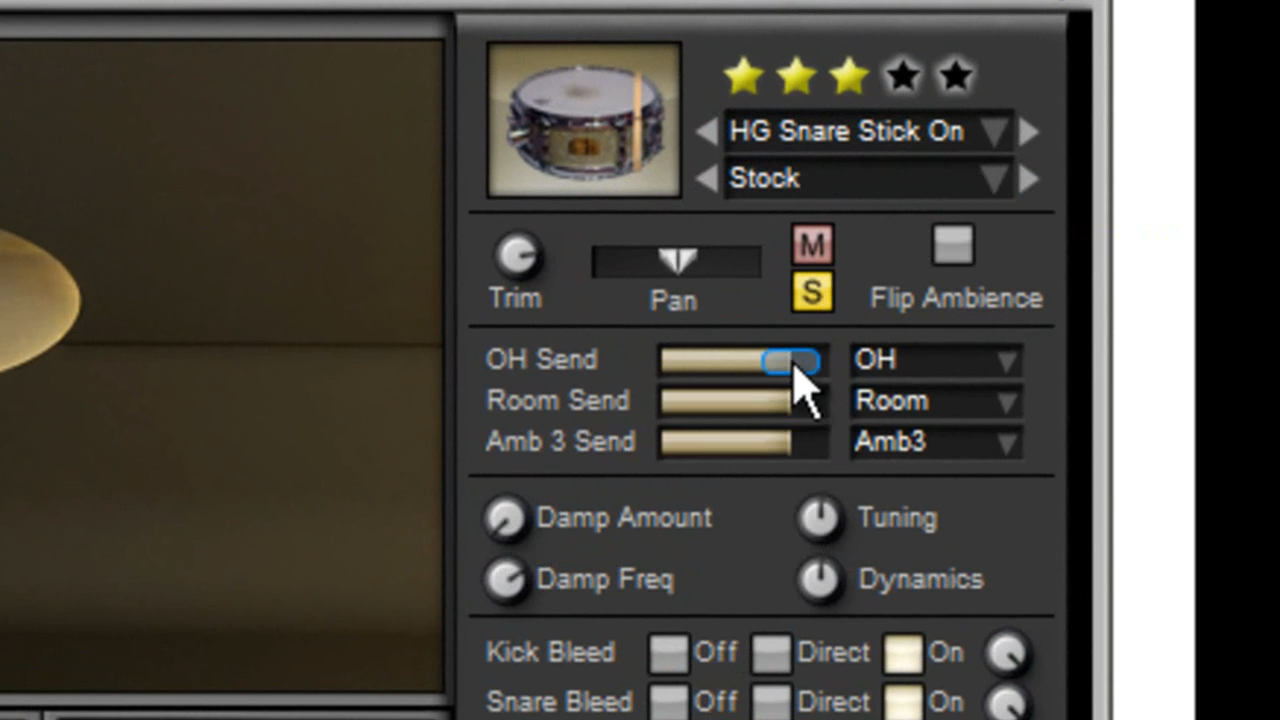 HG Snare Stick On
Stock
M
S
Trim
Pan
Flip Ambience
OH Send OH
Room Send Room
Amb 3 Send Amb3
Damp Amount Tuning
Damp Freq Dynamics
Kick Bleed Off Direct On
Snare Bleed Off Direct On